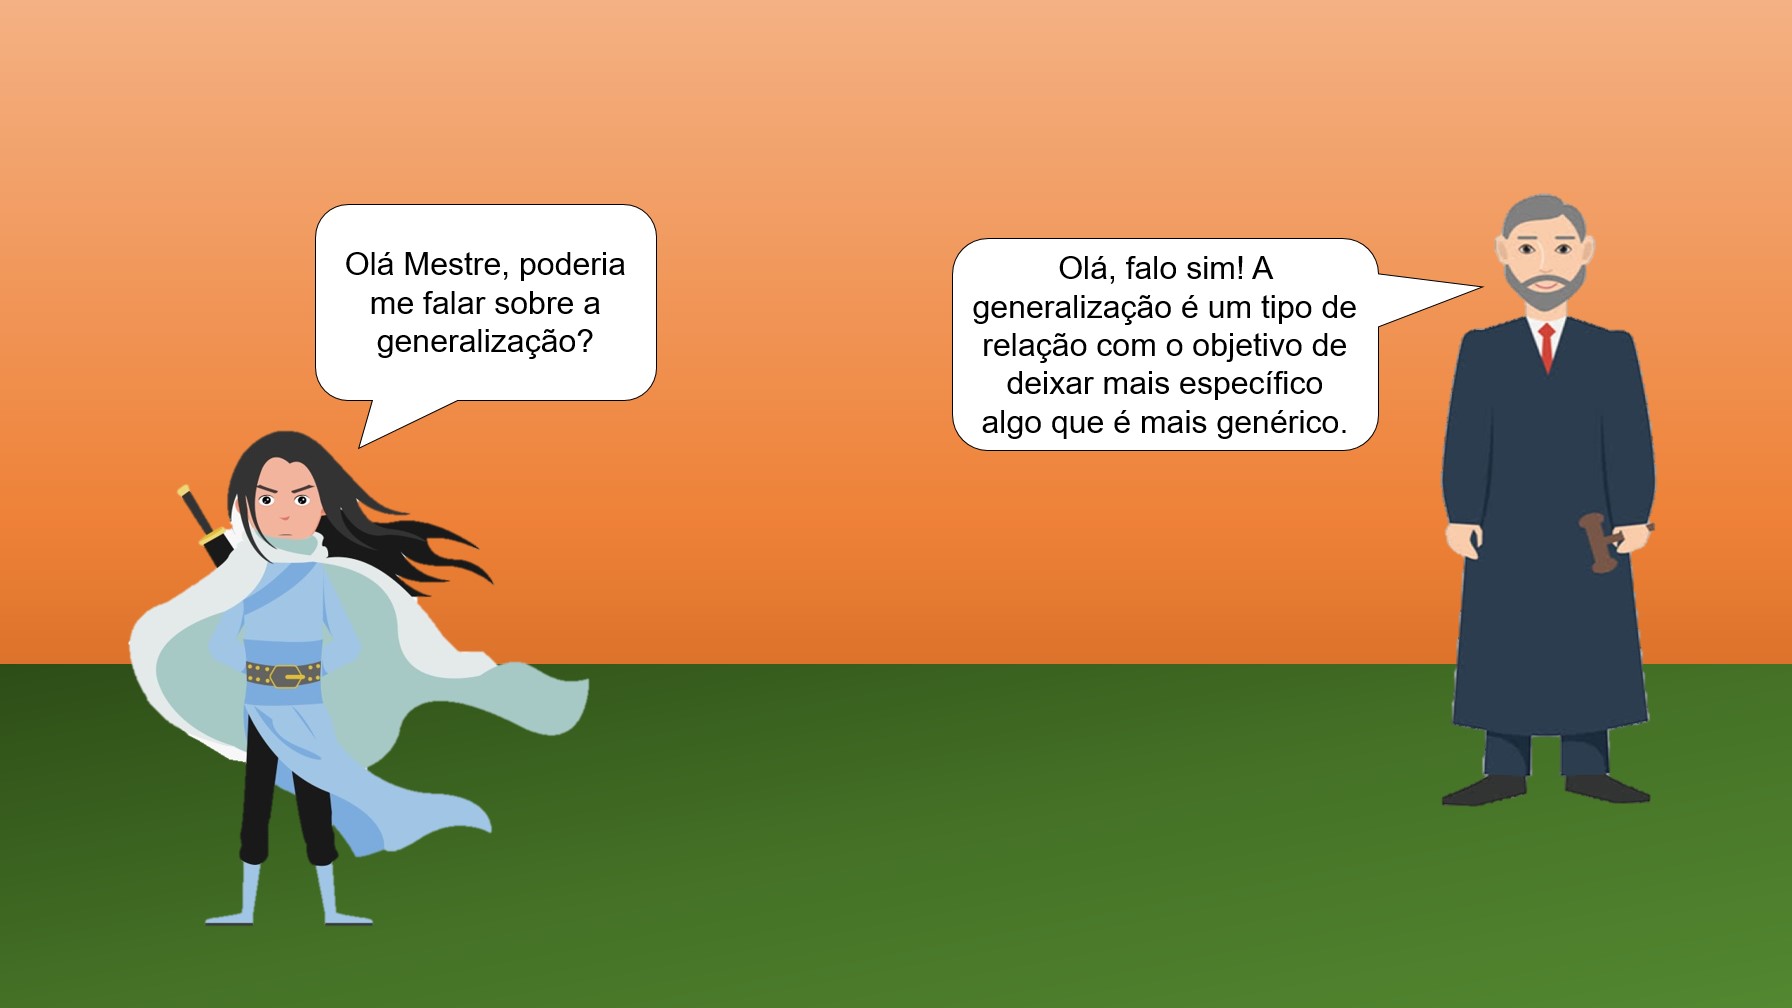 Olá Mestre, poderia
me falar sobre a
generalização?
Olá, falo sim! A
generalização é um tipo de
relação com o objetivo de
deixar mais específico
algo que é mais genérico.